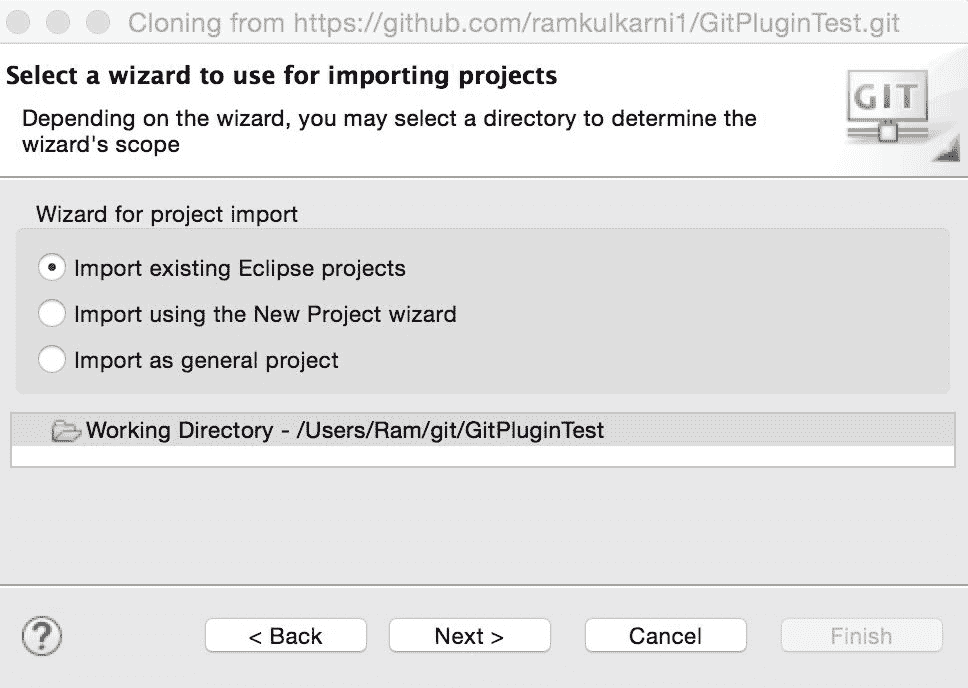 Cloning from https://github.com/ramkulkarni1/GitPluginTest.git
Select a wizard to use for importing projects
GIT
Depending on the wizard, you may select a directory to determine the
wizard's scope
Wizard for project import
Import existing Eclipse projects
Import using the New Project wizard
Import as general project
Working Directory - /Users/Ram/git/GitPluginTest
?
< Back
Next >
Cancel
Finish